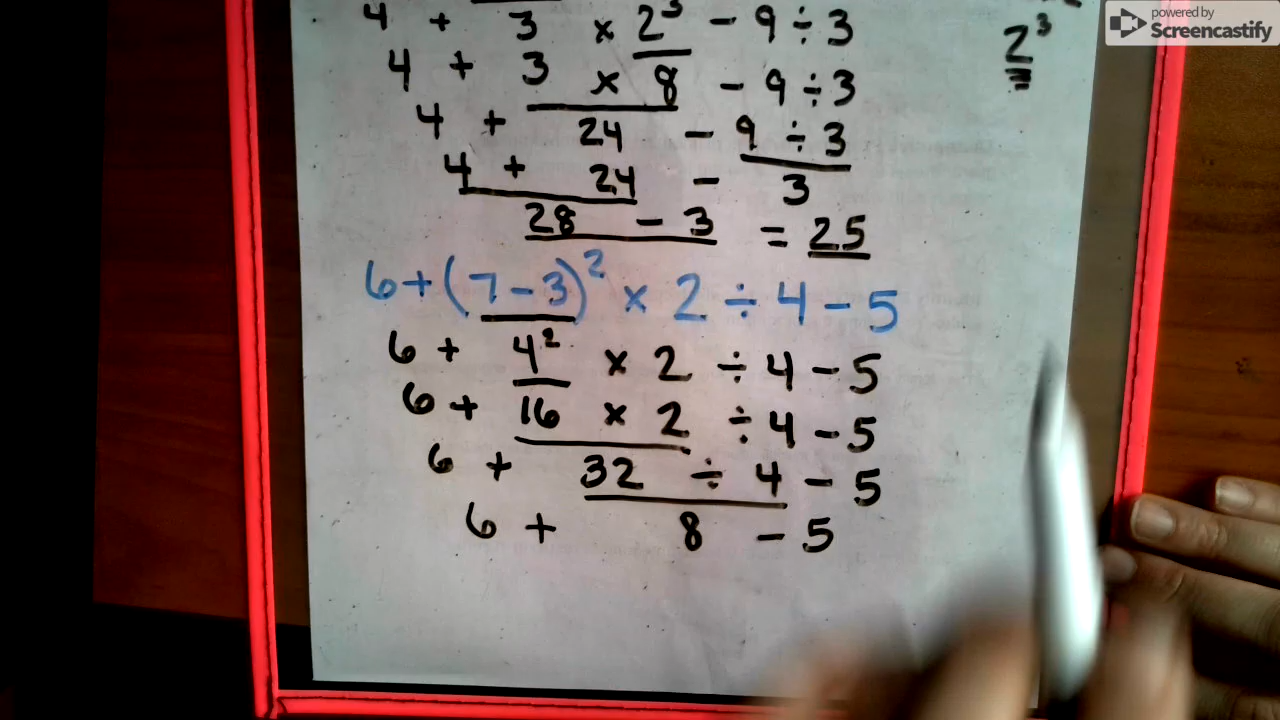 4 + 3 × 2³ − 9 ÷ 3
4 + 3 × 8 − 9 ÷ 3
4 + 24 − 9 ÷ 3
4 + 24 − 3
28 − 3 = 25
6 + (7 − 3)² × 2 ÷ 4 − 5
6 + 4² × 2 ÷ 4 − 5
6 + 16 × 2 ÷ 4 − 5
6 + 32 ÷ 4 − 5
6 + 8 − 5
2³
powered by
Screencastify